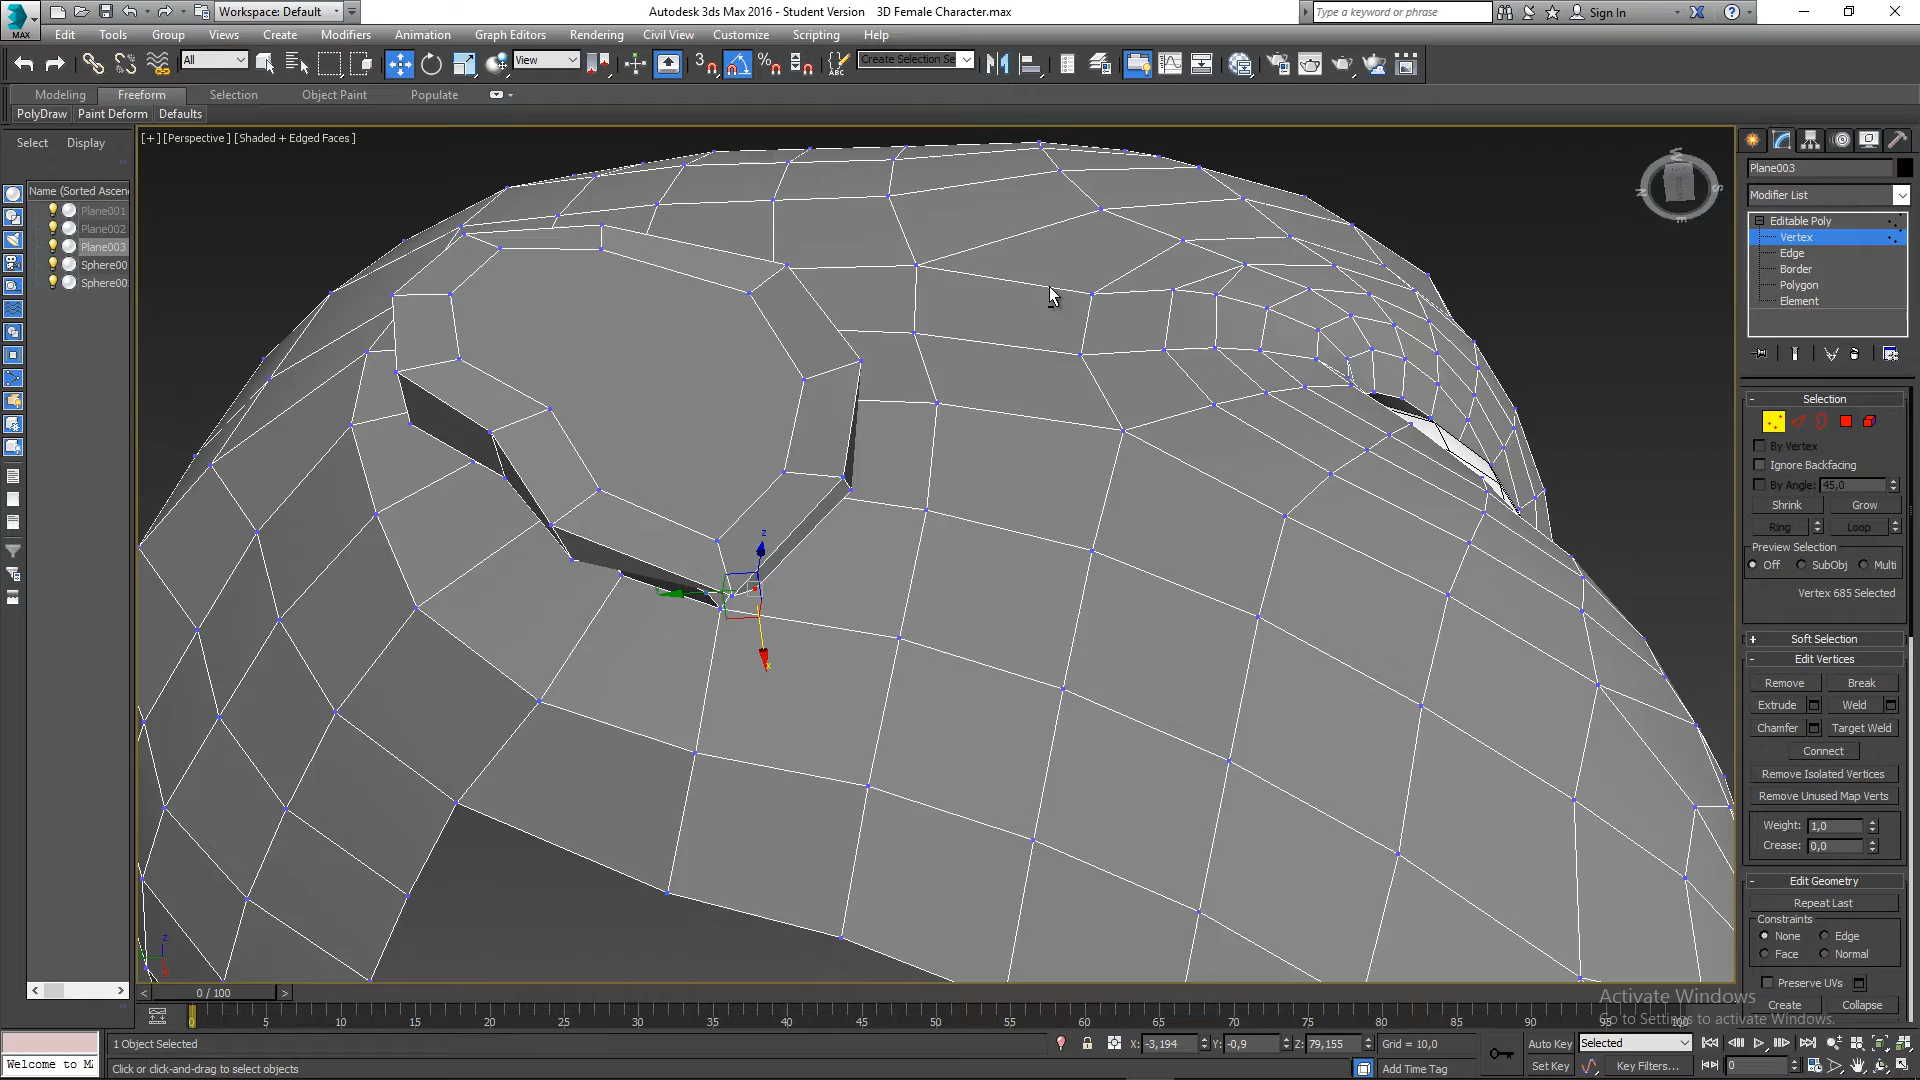 MAX
Workspace: Default
Autodesk 3ds Max 2016 - Student Version    3D Female Character.max
Type a keyword or phrase
Sign In
Edit Tools Group Views Create Modifiers Animation Graph Editors Rendering Civil View Customize Scripting Help
All
View
ABC
Create Selection Se
Modeling Freeform Selection Object Paint Populate
PolyDraw Paint Deform Defaults
Select Display
[+] [Perspective] [Shaded + Edged Faces]
Name (Sorted Ascen
Plane001
Plane002
Plane003
Sphere00
Sphere00
Plane003
Modifier List
Editable Poly
Vertex
Edge
Border
Polygon
Element
Selection
By Vertex
Ignore Backfacing
By Angle: 45,0
Shrink Grow
Ring Loop
Preview Selection
Off SubObj Multi
Vertex 685 Selected
Soft Selection
Edit Vertices
Remove Break
Extrude Weld
Chamfer Target Weld
Connect
Remove Isolated Vertices
Remove Unused Map Verts
Weight: 1,0
Crease: 0,0
Edit Geometry
Repeat Last
Constraints
None Edge
Face Normal
Preserve UVs
Create Collapse
z
x
z
0 / 100
Activate Windows
Go to Settings to activate Windows.
0 5 10 15 20 25 30 35 40 45 50 55 60 65 70 75 80 85 90 95 100
1 Object Selected
X: -3,194 Y: -0,9 Z: 79,155 Grid = 10,0
Auto Key Selected
Welcome to M
Click or click-and-drag to select objects
Add Time Tag
Set Key Key Filters... 0